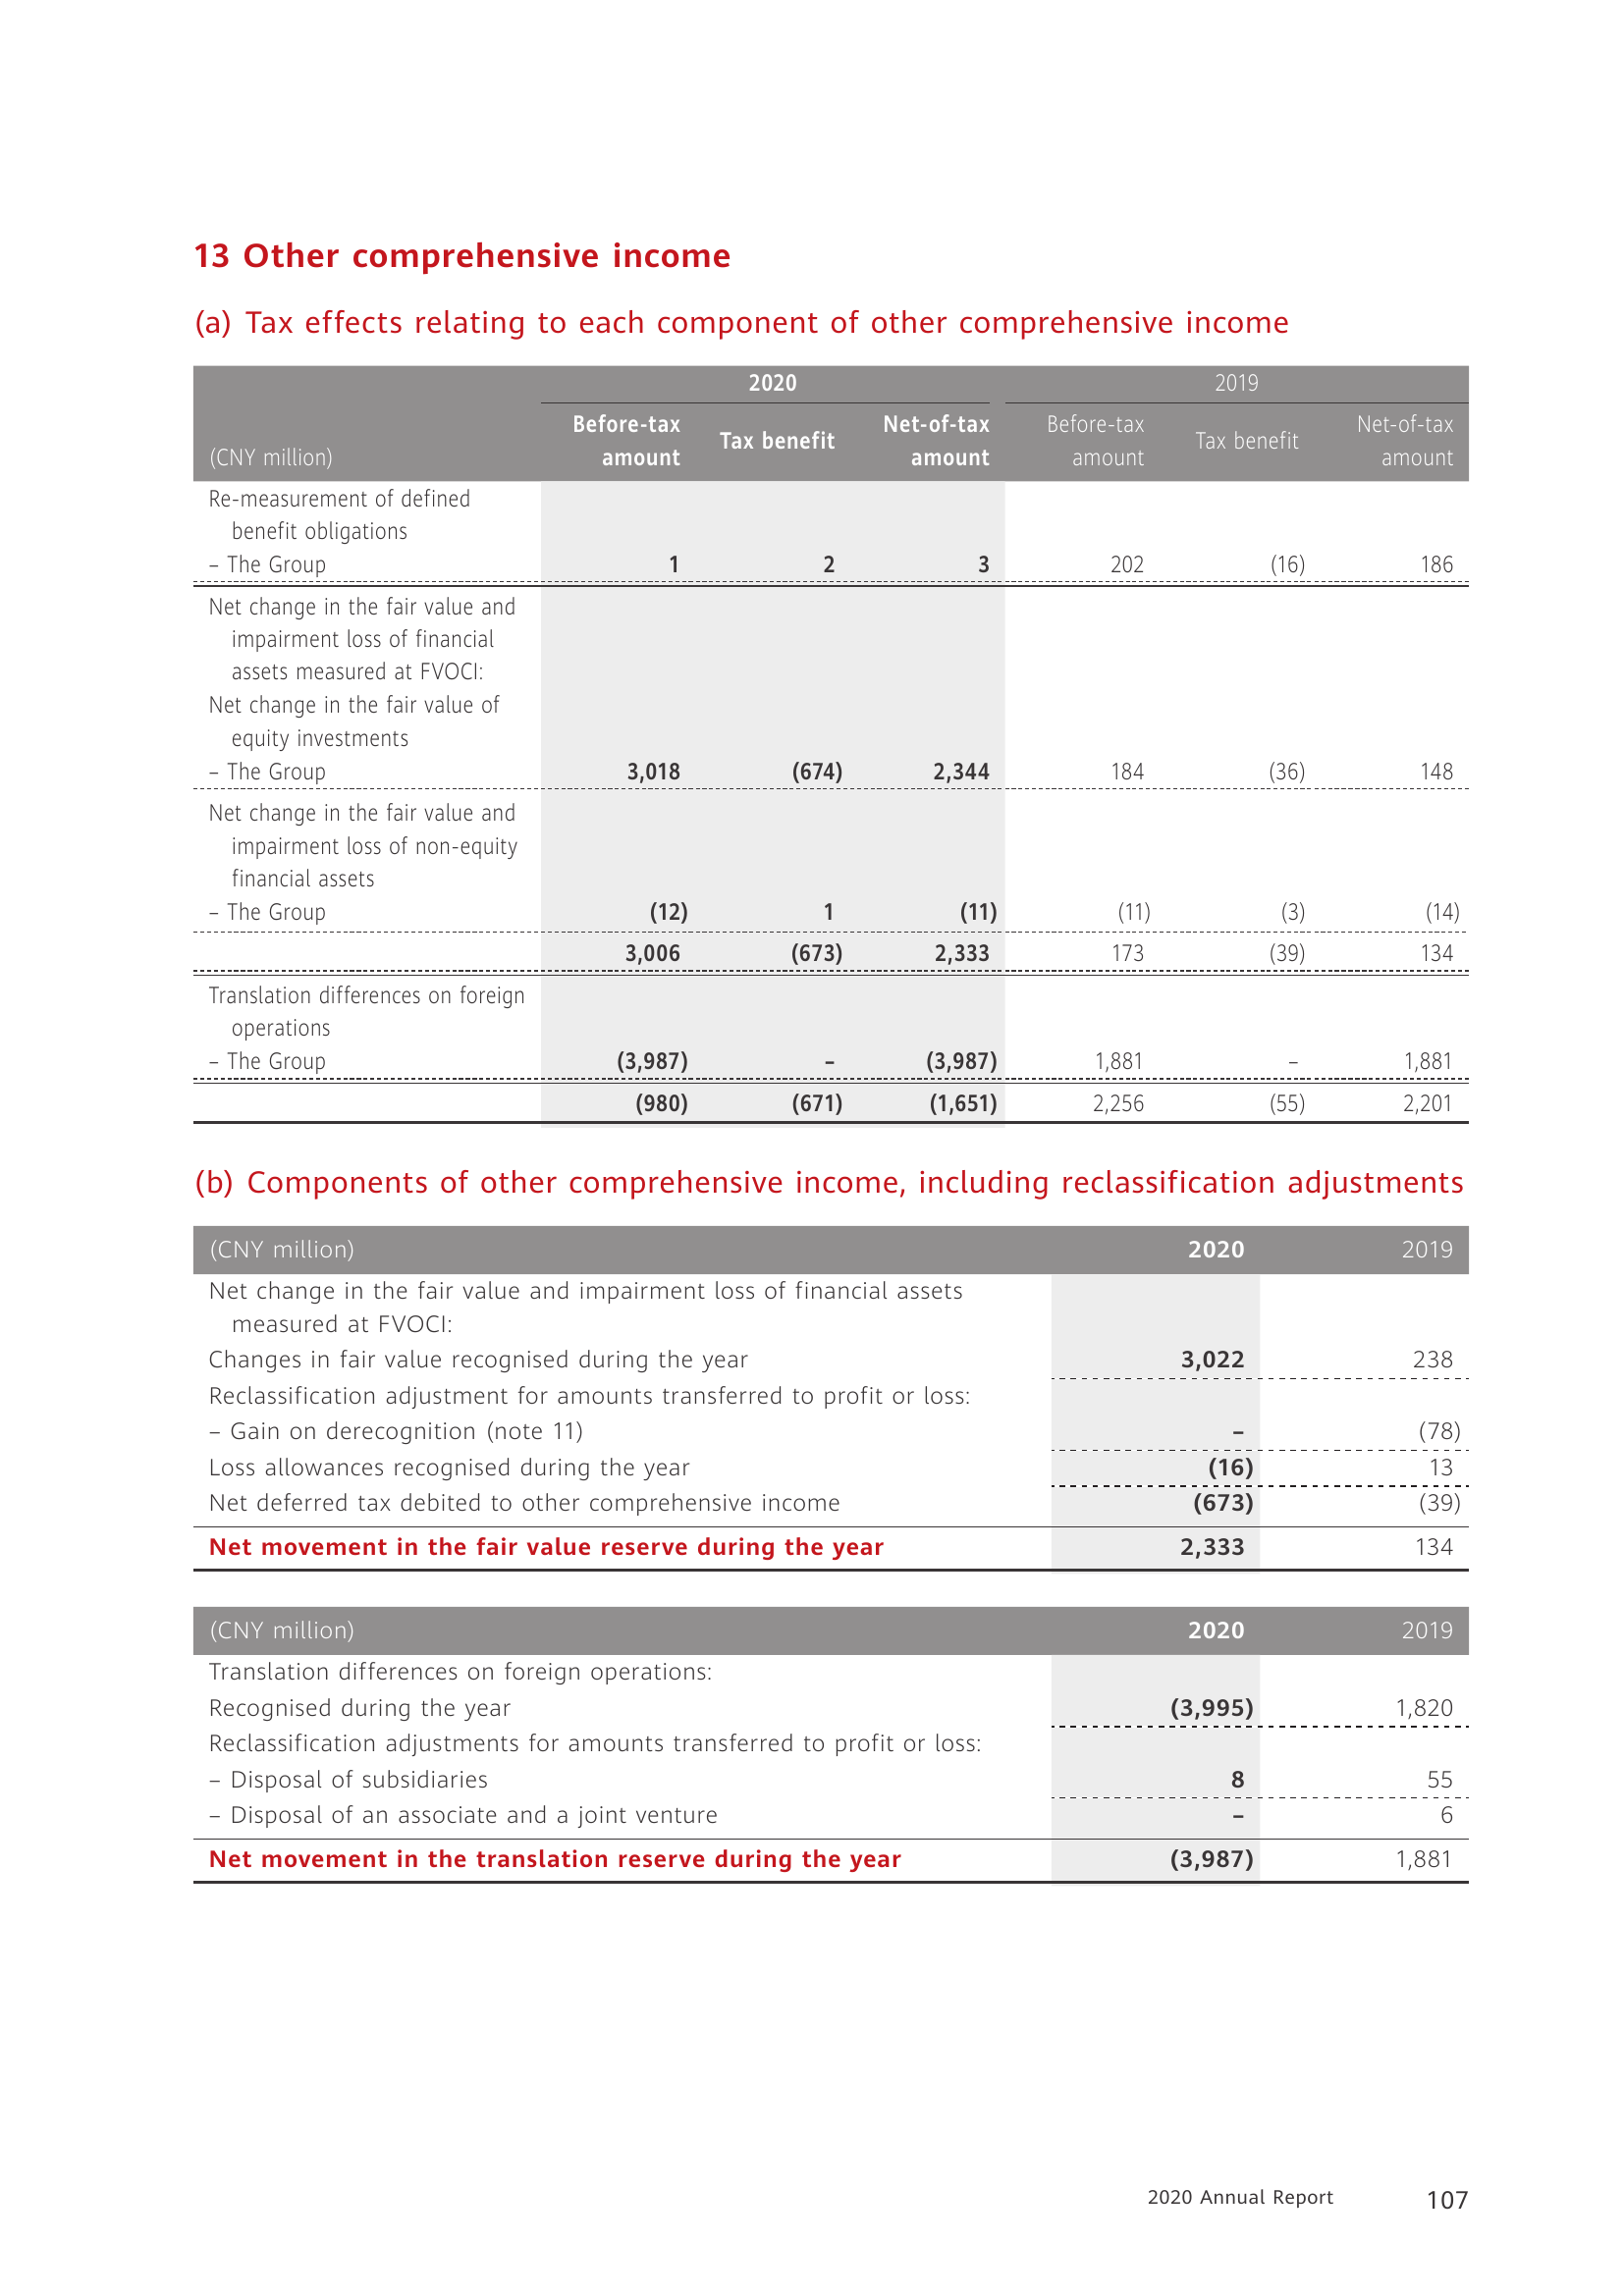 13 Other comprehensive income
(a) Tax effects relating to each component of other comprehensive income
2020 2019
(CNY million) Before-tax amount Tax benefit Net-of-tax amount Before-tax amount Tax benefit Net-of-tax amount
Re-measurement of defined
benefit obligations
– The Group 1 2 3 202 (16) 186
Net change in the fair value and
impairment loss of financial
assets measured at FVOCI:
Net change in the fair value of
equity investments
– The Group 3,018 (674) 2,344 184 (36) 148
Net change in the fair value and
impairment loss of non-equity
financial assets
– The Group (12) 1 (11) (11) (3) (14)
3,006 (673) 2,333 173 (39) 134
Translation differences on foreign
operations
– The Group (3,987) – (3,987) 1,881 – 1,881
(980) (671) (1,651) 2,256 (55) 2,201
(b) Components of other comprehensive income, including reclassification adjustments
(CNY million) 2020 2019
Net change in the fair value and impairment loss of financial assets
measured at FVOCI:
Changes in fair value recognised during the year 3,022 238
Reclassification adjustment for amounts transferred to profit or loss:
– Gain on derecognition (note 11) – (78)
Loss allowances recognised during the year (16) 13
Net deferred tax debited to other comprehensive income (673) (39)
Net movement in the fair value reserve during the year 2,333 134
(CNY million) 2020 2019
Translation differences on foreign operations:
Recognised during the year (3,995) 1,820
Reclassification adjustments for amounts transferred to profit or loss:
– Disposal of subsidiaries 8 55
– Disposal of an associate and a joint venture – 6
Net movement in the translation reserve during the year (3,987) 1,881
2020 Annual Report 107